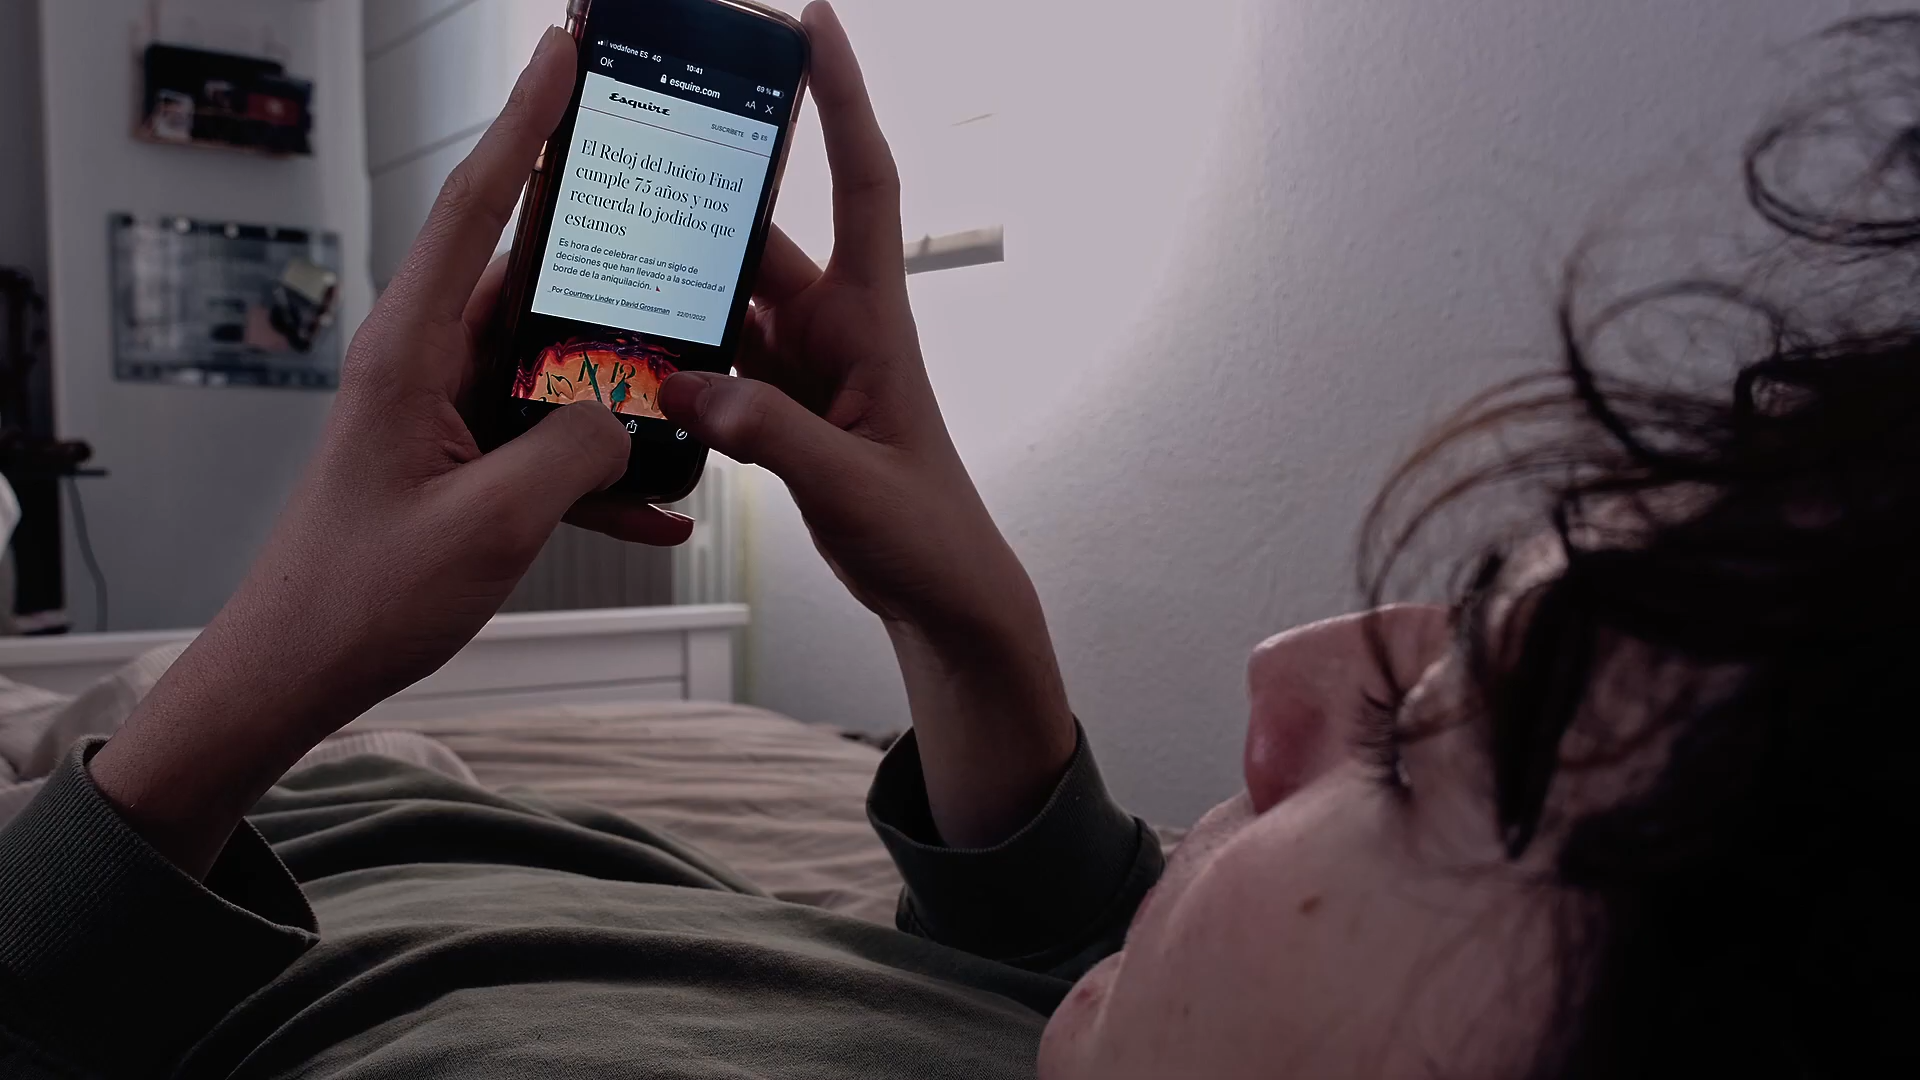 vodafone ES 4G 10:41 69 %
OK esquire.com AA
Esquire
SUSCRÍBETE ES
El Reloj del Juicio Final
cumple 75 años y nos
recuerda lo jodidos que
estamos
Es hora de celebrar casi un siglo de
decisiones que han llevado a la sociedad al
borde de la aniquilación.
Por Courtney Linder y David Grossman 22/01/2022
11 12